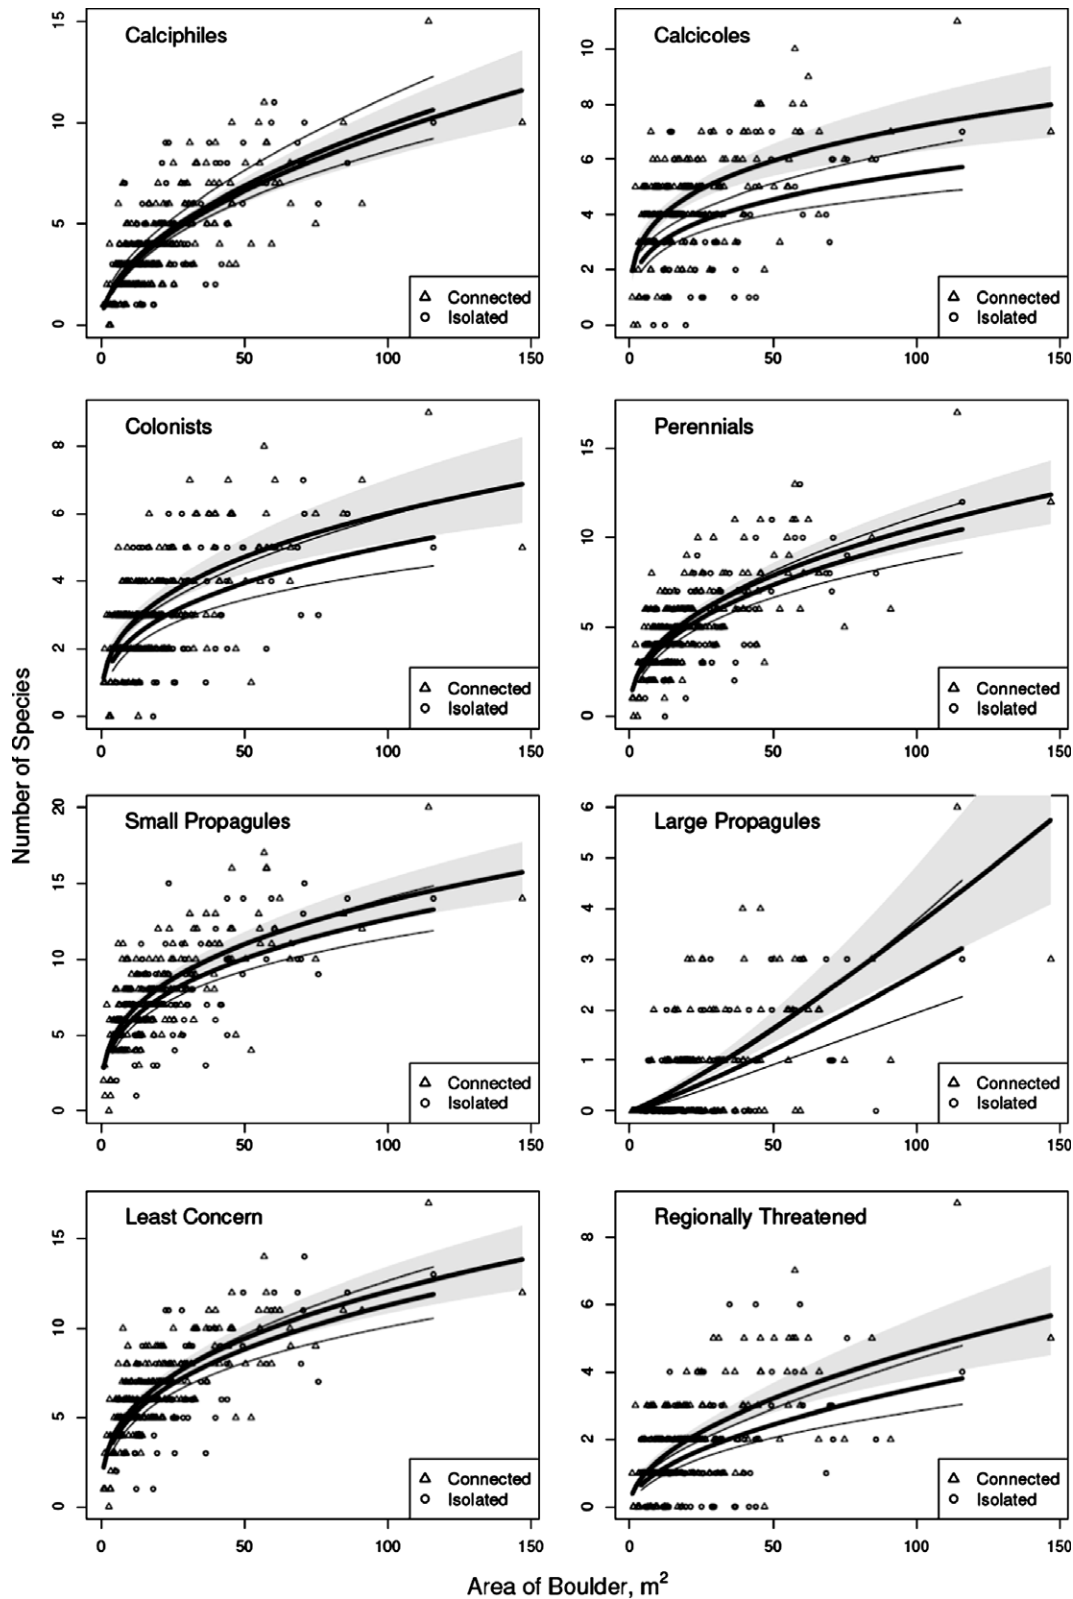 Calciphiles
15
10
5
0
Connected
Isolated
0 50 100 150
Calcicoles
10
8
6
4
2
0
Connected
Isolated
0 50 100 150
Colonists
8
6
4
2
0
Connected
Isolated
0 50 100 150
Perennials
15
10
5
0
Connected
Isolated
0 50 100 150
Number of Species
Small Propagules
20
15
10
5
0
Connected
Isolated
0 50 100 150
Large Propagules
6
5
4
3
2
1
0
Connected
Isolated
0 50 100 150
Least Concern
15
10
5
0
Connected
Isolated
0 50 100 150
Regionally Threatened
8
6
4
2
0
Connected
Isolated
0 50 100 150
Area of Boulder, m²